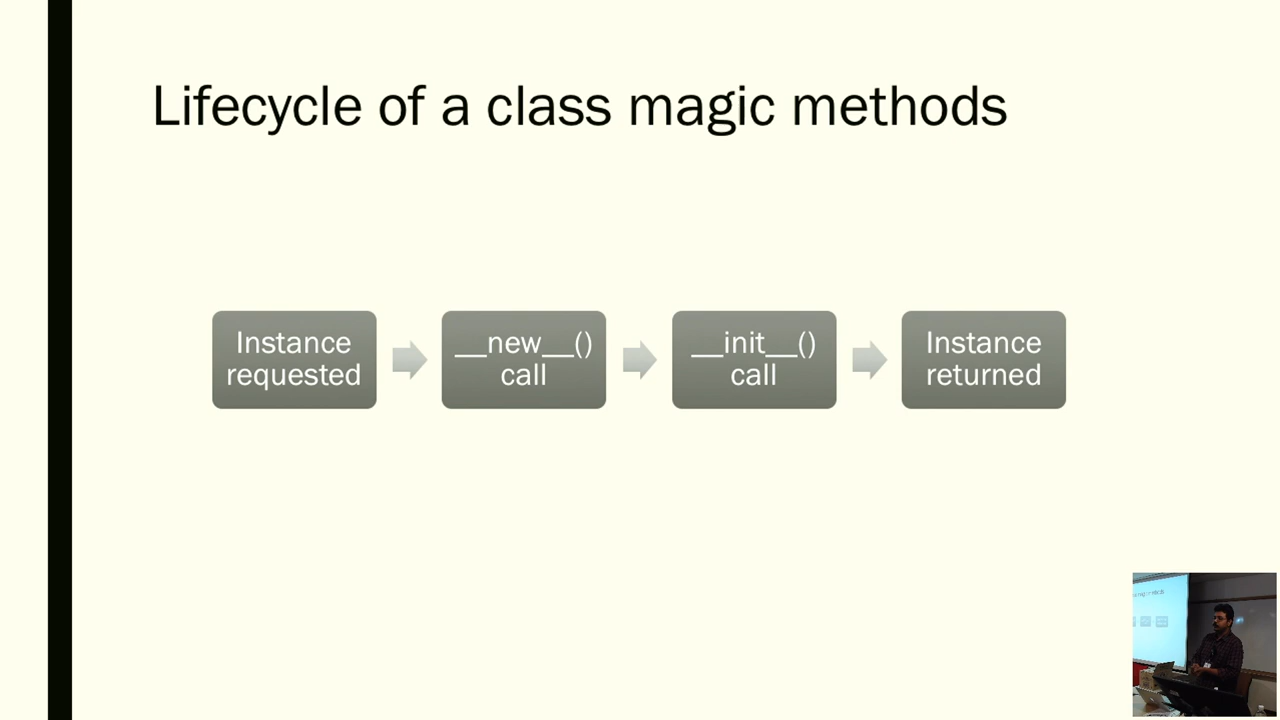 Lifecycle of a class magic methods
Instance
requested
__new__()
call
__init__()
call
Instance
returned